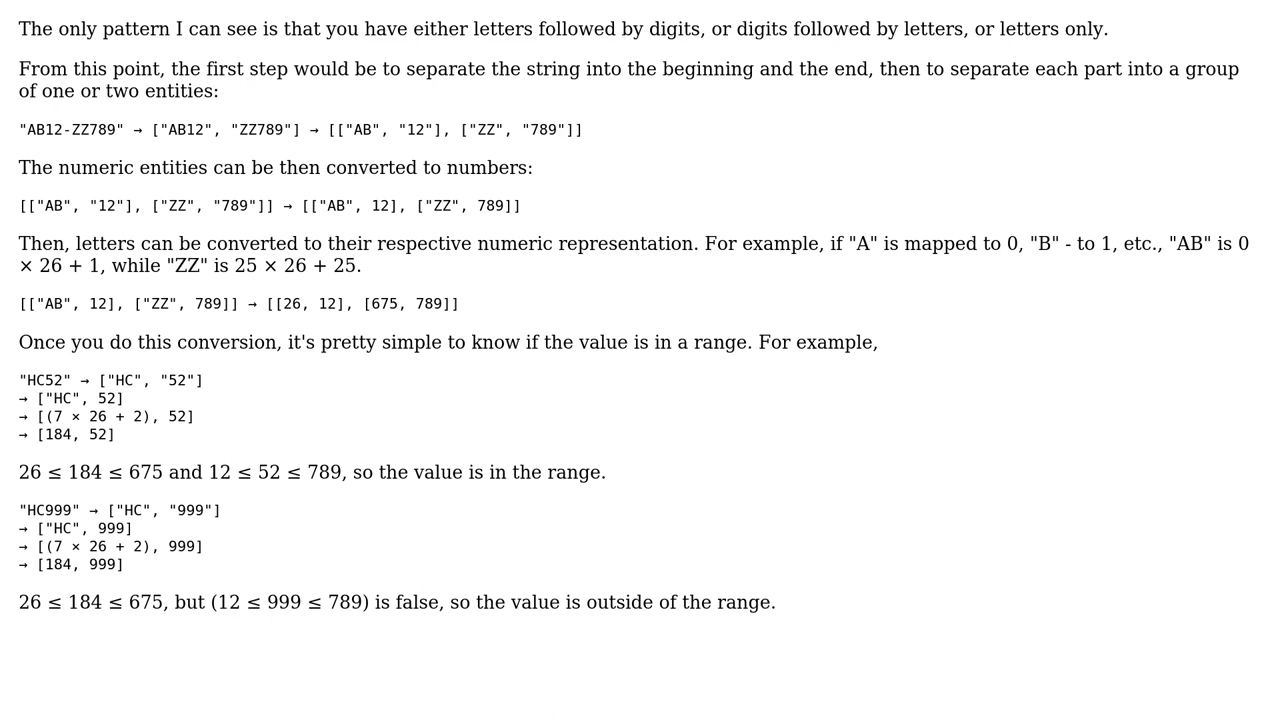 The only pattern I can see is that you have either letters followed by digits, or digits followed by letters, or letters only.
From this point, the first step would be to separate the string into the beginning and the end, then to separate each part into a group
of one or two entities:
"AB12-ZZ789" → ["AB12", "ZZ789"] → [["AB", "12"], ["ZZ", "789"]]
The numeric entities can be then converted to numbers:
[["AB", "12"], ["ZZ", "789"]] → [["AB", 12], ["ZZ", 789]]
Then, letters can be converted to their respective numeric representation. For example, if "A" is mapped to 0, "B" - to 1, etc., "AB" is 0
× 26 + 1, while "ZZ" is 25 × 26 + 25.
[["AB", 12], ["ZZ", 789]] → [[26, 12], [675, 789]]
Once you do this conversion, it's pretty simple to know if the value is in a range. For example,
"HC52" → ["HC", "52"]
→ ["HC", 52]
→ [(7 × 26 + 2), 52]
→ [184, 52]
26 ≤ 184 ≤ 675 and 12 ≤ 52 ≤ 789, so the value is in the range.
"HC999" → ["HC", "999"]
→ ["HC", 999]
→ [(7 × 26 + 2), 999]
→ [184, 999]
26 ≤ 184 ≤ 675, but (12 ≤ 999 ≤ 789) is false, so the value is outside of the range.